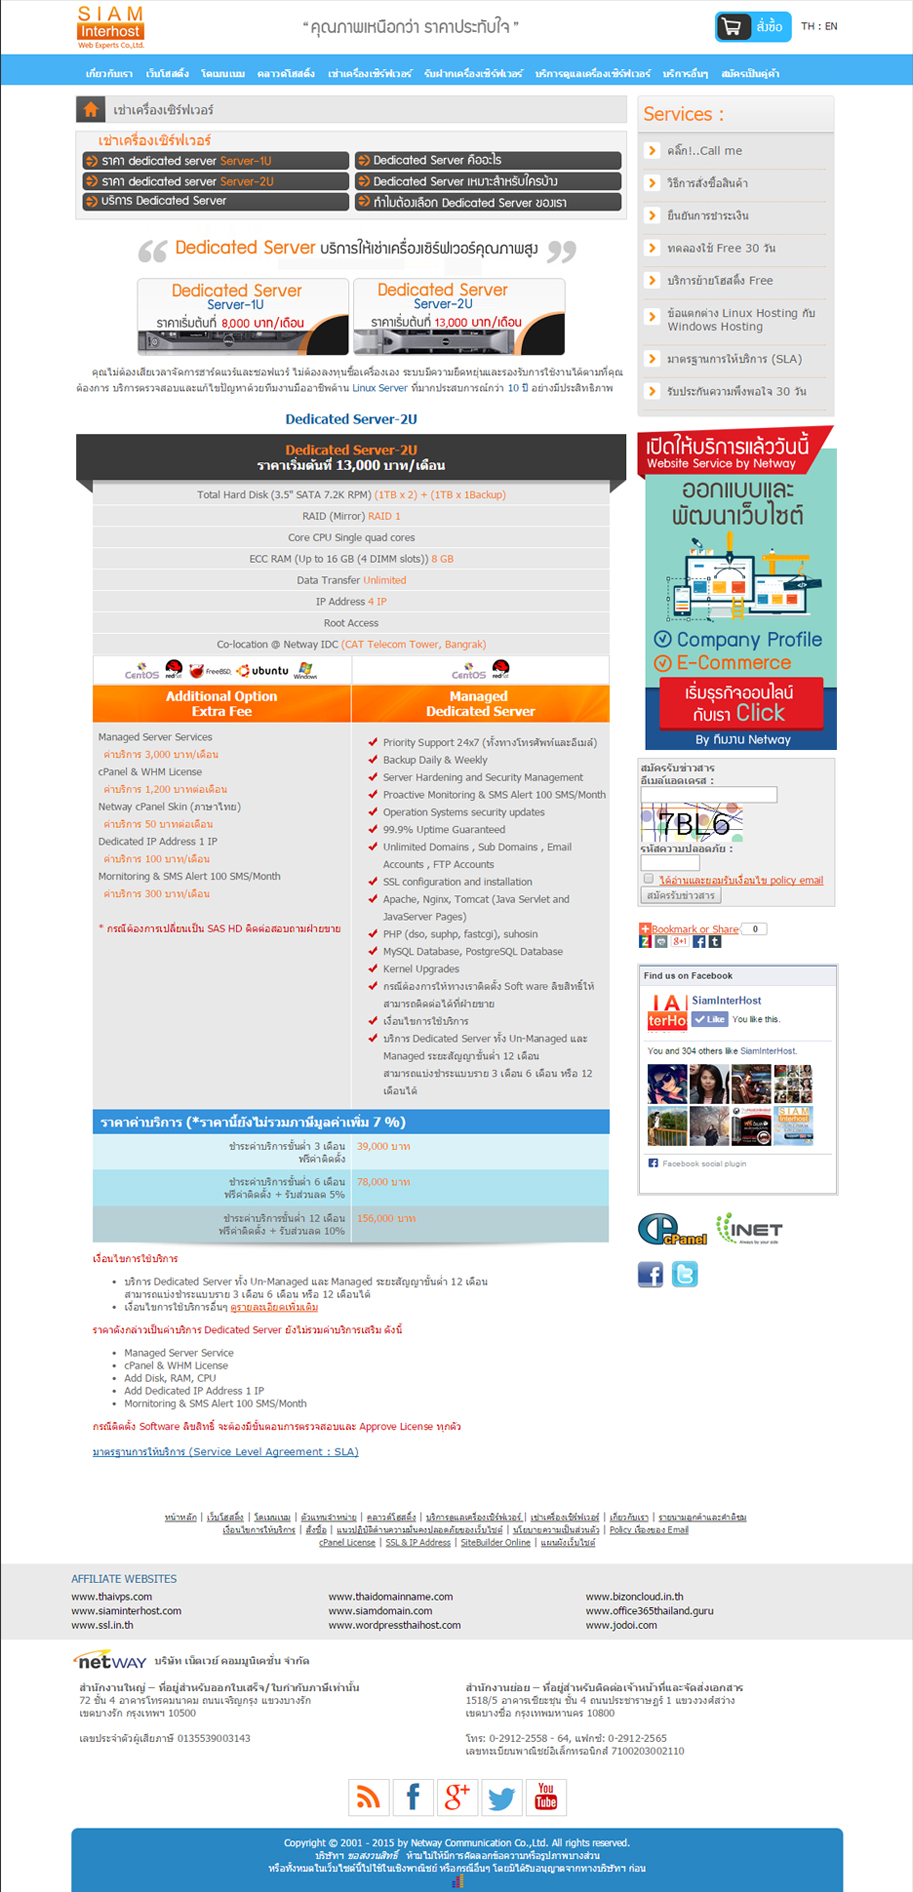 SIAM
Interhost
Web Experts Co.,Ltd.
“ คุณภาพเหนือกว่า ราคาประทับใจ ”
สั่งซื้อ
TH : EN
เกี่ยวกับเรา เว็บโฮสติ้ง โดเมนเนม คลาวด์โฮสติ้ง เช่าเครื่องเซิร์ฟเวอร์ รับฝากเครื่องเซิร์ฟเวอร์ บริการดูแลเครื่องเซิร์ฟเวอร์ บริการอื่นๆ สมัครเป็นคู่ค้า
เช่าเครื่องเซิร์ฟเวอร์
เช่าเครื่องเซิร์ฟเวอร์
ราคา dedicated server Server-1U
Dedicated Server คืออะไร
ราคา dedicated server Server-2U
Dedicated Server เหมาะสำหรับใครบ้าง
บริการ Dedicated Server
ทำไมต้องเลือก Dedicated Server ของเรา
“ Dedicated Server บริการให้เช่าเครื่องเซิร์ฟเวอร์คุณภาพสูง ”
Dedicated Server
Server-1U
ราคาเริ่มต้นที่ 8,000 บาท/เดือน
Dedicated Server
Server-2U
ราคาเริ่มต้นที่ 13,000 บาท/เดือน
คุณไม่ต้องเสียเวลาจัดการฮาร์ดแวร์และซอฟแวร์ ไม่ต้องลงทุนซื้อเครื่องเอง ระบบมีความยืดหยุ่นและรองรับการใช้งานได้ตามที่คุณ
ต้องการ บริการตรวจสอบและแก้ไขปัญหาด้วยทีมงานมืออาชีพด้าน Linux Server ที่มากประสบการณ์กว่า 10 ปี อย่างมีประสิทธิภาพ
Dedicated Server-2U
Dedicated Server-2U
ราคาเริ่มต้นที่ 13,000 บาท/เดือน
Total Hard Disk (3.5" SATA 7.2K RPM) (1TB x 2) + (1TB x 1Backup)
RAID (Mirror) RAID 1
Core CPU Single quad cores
ECC RAM (Up to 16 GB (4 DIMM slots)) 8 GB
Data Transfer Unlimited
IP Address 4 IP
Root Access
Co-location @ Netway IDC (CAT Telecom Tower, Bangrak)
CentOS redhat FreeBSD ubuntu Windows
CentOS redhat
Additional Option
Extra Fee
Managed Server Services
ค่าบริการ 3,000 บาท/เดือน
cPanel & WHM License
ค่าบริการ 1,200 บาทต่อเดือน
Netway cPanel Skin (ภาษาไทย)
ค่าบริการ 50 บาทต่อเดือน
Dedicated IP Address 1 IP
ค่าบริการ 100 บาท/เดือน
Mornitoring & SMS Alert 100 SMS/Month
ค่าบริการ 300 บาท/เดือน
* กรณีต้องการเปลี่ยนเป็น SAS HD ติดต่อสอบถามฝ่ายขาย
Managed
Dedicated Server
Priority Support 24x7 (ทั้งทางโทรศัพท์และอีเมล์)
Backup Daily & Weekly
Server Hardening and Security Management
Proactive Monitoring & SMS Alert 100 SMS/Month
Operation Systems security updates
99.9% Uptime Guaranteed
Unlimited Domains , Sub Domains , Email
Accounts , FTP Accounts
SSL configuration and installation
Apache, Nginx, Tomcat (Java Servlet and
JavaServer Pages)
PHP (dso, suphp, fastcgi), suhosin
MySQL Database, PostgreSQL Database
Kernel Upgrades
กรณีต้องการให้ทางเราติดตั้ง Soft ware ลิขสิทธิ์ให้
สามารถติดต่อได้ที่ฝ่ายขาย
เงื่อนไขการใช้บริการ
บริการ Dedicated Server ทั้ง Un-Managed และ
Managed ระยะสัญญาขั้นต่ำ 12 เดือน
สามารถแบ่งชำระแบบราย 3 เดือน 6 เดือน หรือ 12
เดือนได้
ราคาค่าบริการ (*ราคานี้ยังไม่รวมภาษีมูลค่าเพิ่ม 7 %)
ชำระค่าบริการขั้นต่ำ 3 เดือน 39,000 บาท
ฟรีค่าติดตั้ง
ชำระค่าบริการขั้นต่ำ 6 เดือน 78,000 บาท
ฟรีค่าติดตั้ง + รับส่วนลด 5%
ชำระค่าบริการขั้นต่ำ 12 เดือน 156,000 บาท
ฟรีค่าติดตั้ง + รับส่วนลด 10%
เงื่อนไขการใช้บริการ
บริการ Dedicated Server ทั้ง Un-Managed และ Managed ระยะสัญญาขั้นต่ำ 12 เดือน
สามารถแบ่งชำระแบบราย 3 เดือน 6 เดือน หรือ 12 เดือนได้
เงื่อนไขการใช้บริการอื่นๆ ดูรายละเอียดเพิ่มเติม
ราคาดังกล่าวเป็นค่าบริการ Dedicated Server ยังไม่รวมค่าบริการเสริม ดังนี้
Managed Server Service
cPanel & WHM License
Add Disk, RAM, CPU
Add Dedicated IP Address 1 IP
Mornitoring & SMS Alert 100 SMS/Month
กรณีติดตั้ง Software ลิขสิทธิ์ จะต้องมีขั้นตอนการตรวจสอบและ Approve License ทุกตัว
มาตรฐานการให้บริการ (Service Level Agreement : SLA)
Services :
คลิ๊ก!..Call me
วิธีการสั่งซื้อสินค้า
ยืนยันการชำระเงิน
ทดลองใช้ Free 30 วัน
บริการย้ายโฮสติ้ง Free
ข้อแตกต่าง Linux Hosting กับ
Windows Hosting
มาตรฐานการให้บริการ (SLA)
รับประกันความพึงพอใจ 30 วัน
เปิดให้บริการแล้ววันนี้
Website Service by Netway
ออกแบบและ
พัฒนาเว็บไซต์
Company Profile
E-Commerce
เริ่มธุรกิจออนไลน์
กับเรา Click
By ทีมงาน Netway
สมัครรับข่าวสาร
อีเมล์แอดเดรส :
7BL6
รหัสความปลอดภัย :
ได้อ่านและยอมรับเงื่อนไข policy email
สมัครรับข่าวสาร
Bookmark or Share 0
Find us on Facebook
I A
terHo
SiamInterHost
Like You like this.
You and 304 others like SiamInterHost.
SIAM
Facebook social plugin
cPanel
INET
Always by your side
หน้าหลัก | เว็บโฮสติ้ง | โดเมนเนม | ตัวแทนจำหน่าย | คลาวด์โฮสติ้ง | บริการดูแลเครื่องเซิร์ฟเวอร์ | เช่าเครื่องเซิร์ฟเวอร์ | เกี่ยวกับเรา | รายนามลูกค้าและคำติชม
เงื่อนไขการให้บริการ | สั่งซื้อ | แนวปฏิบัติด้านความมั่นคงปลอดภัยของเว็บไซต์ | นโยบายความเป็นส่วนตัว | Policy เรื่องของ Email
cPanel License | SSL & IP Address | SiteBuilder Online | แผนผังเว็บไซต์
AFFILIATE WEBSITES
www.thaivps.com www.thaidomainname.com www.bizoncloud.in.th
www.siaminterhost.com www.siamdomain.com www.office365thailand.guru
www.ssl.in.th www.wordpressthaihost.com www.jodoi.com
netway บริษัท เน็ตเวย์ คอมมูนิเคชั่น จำกัด
สำนักงานใหญ่ – ที่อยู่สำหรับออกใบเสร็จ/ใบกำกับภาษีเท่านั้น
72 ชั้น 4 อาคารโทรคมนาคม ถนนเจริญกรุง แขวงบางรัก
เขตบางรัก กรุงเทพฯ 10500
เลขประจำตัวผู้เสียภาษี 0135539003143
สำนักงานย่อย – ที่อยู่สำหรับติดต่อเจ้าหน้าที่และจัดส่งเอกสาร
1518/5 อาคารเชียะชุน ชั้น 4 ถนนประชาราษฎร์ 1 แขวงวงศ์สว่าง
เขตบางซื่อ กรุงเทพมหานคร 10800
โทร: 0-2912-2558 - 64, แฟกซ์: 0-2912-2565
เลขทะเบียนพาณิชย์อิเล็กทรอนิกส์ 7100203002110
You
Tube
Copyright © 2001 - 2015 by Netway Communication Co.,Ltd. All rights reserved.
บริษัทฯ ขอสงวนสิทธิ์ ห้ามไม่ให้มีการคัดลอกข้อความหรือรูปภาพบางส่วน
หรือทั้งหมดในเว็บไซต์นี้ไปใช้ในเชิงพาณิชย์ หรือกรณีอื่นๆ โดยมิได้รับอนุญาตจากทางบริษัทฯ ก่อน